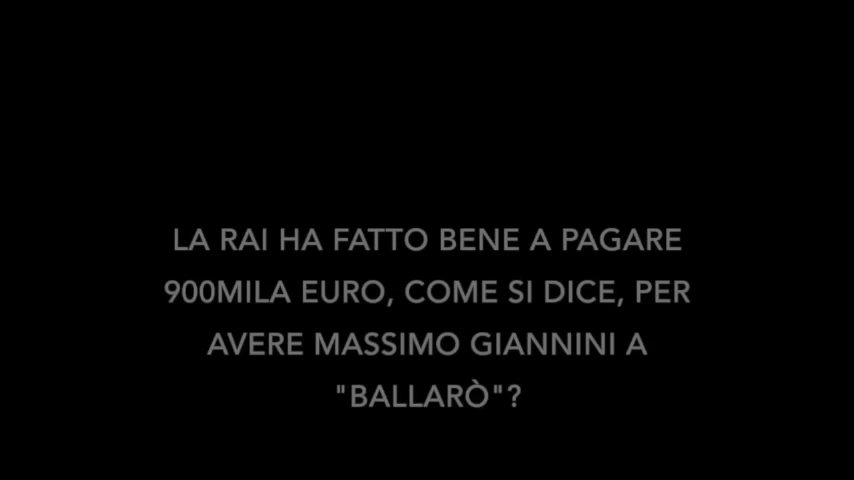 LA RAI HA FATTO BENE A PAGARE
900MILA EURO, COME SI DICE, PER
AVERE MASSIMO GIANNINI A
"BALLARÒ"?